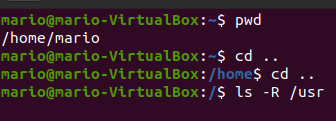 mario@mario-VirtualBox:~$ pwd
/home/mario
mario@mario-VirtualBox:~$ cd ..
mario@mario-VirtualBox:/home$ cd ..
mario@mario-VirtualBox:/$ ls -R /usr